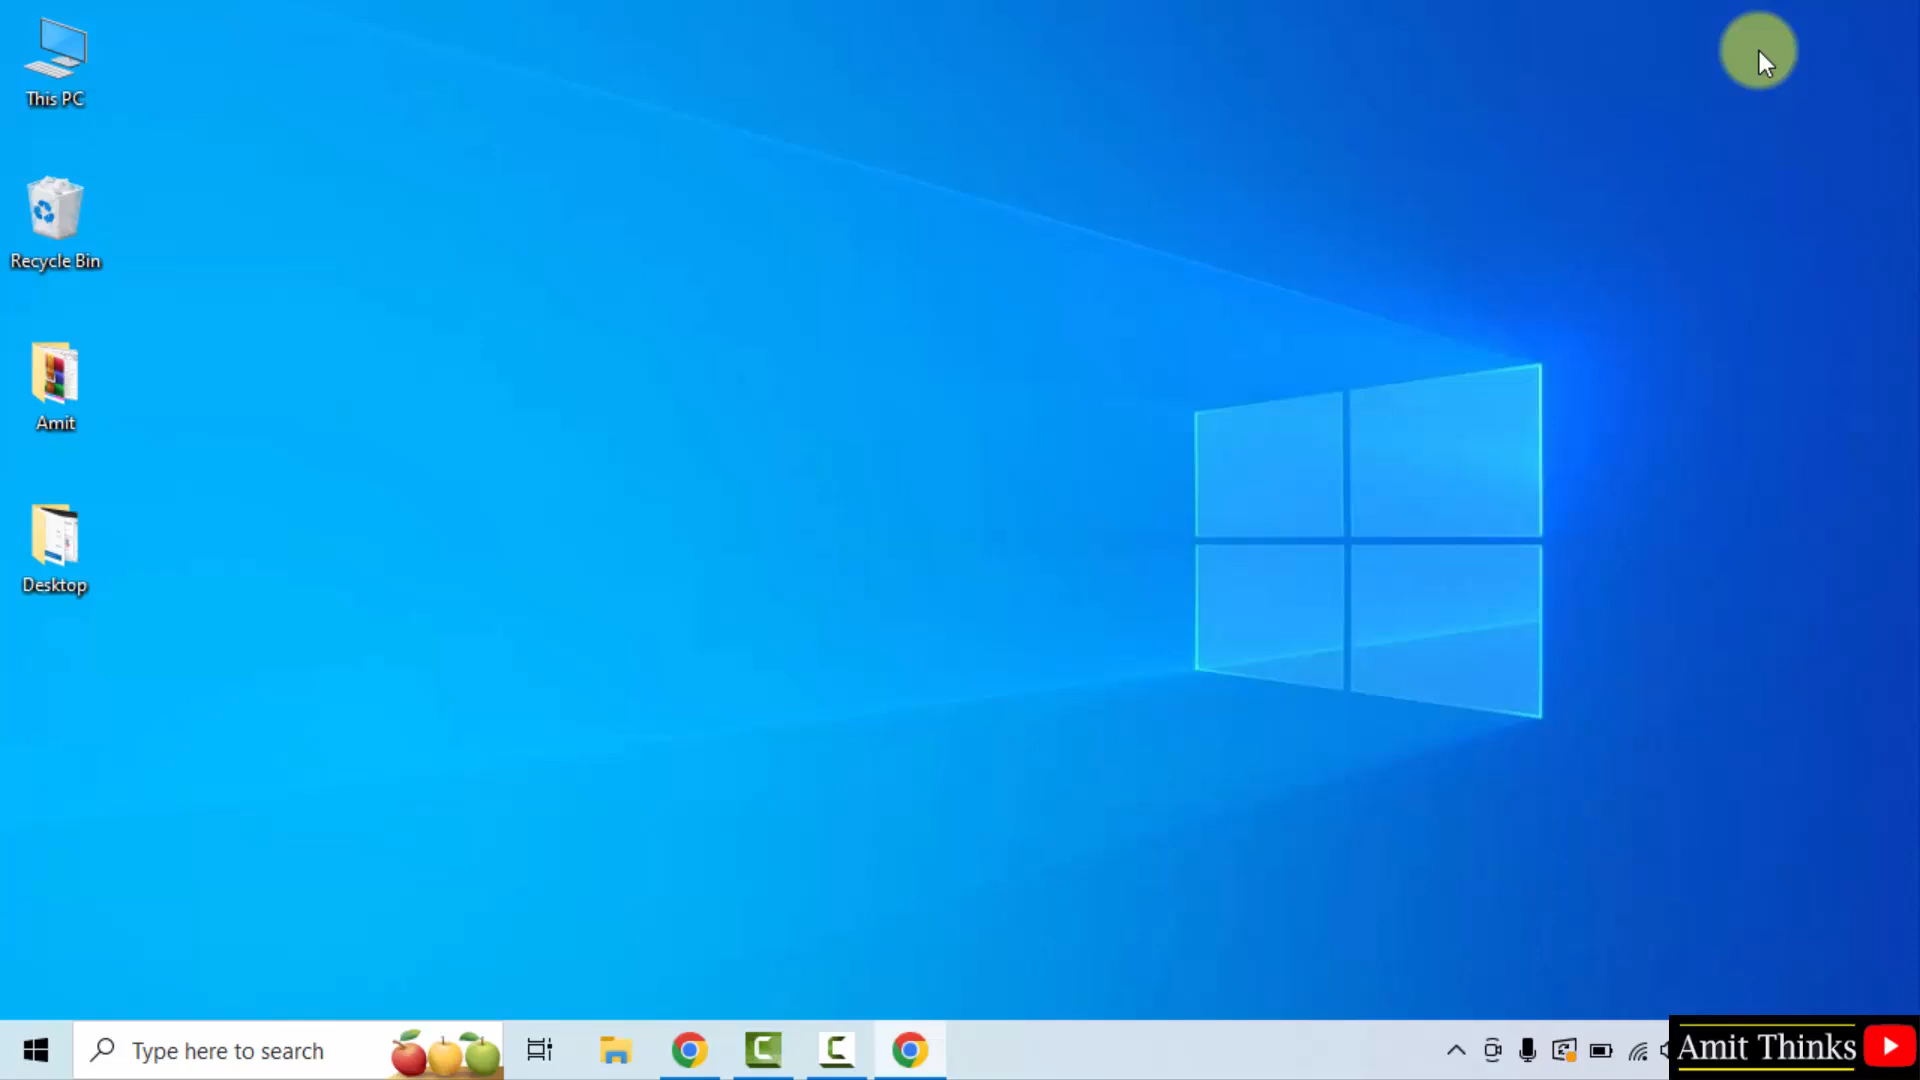 This PC
Recycle Bin
Amit
Desktop
Type here to search
Amit Thinks